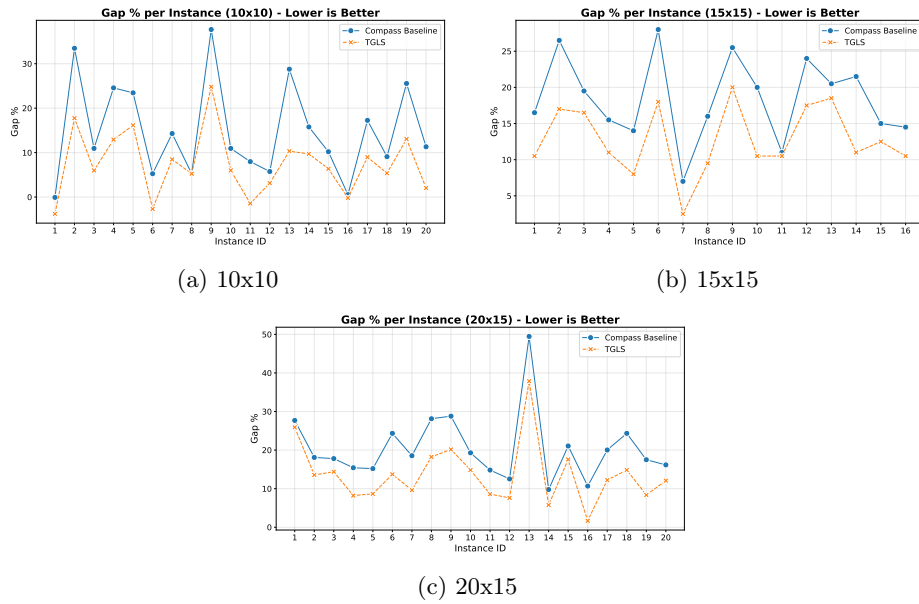 Gap % per Instance (10x10) - Lower is Better
Compass Baseline
TGLS
Gap %
30
20
10
0
1 2 3 4 5 6 7 8 9 10 11 12 13 14 15 16 17 18 19 20
Instance ID
(a) 10x10
Gap % per Instance (15x15) - Lower is Better
Compass Baseline
TGLS
Gap %
25
20
15
10
5
1 2 3 4 5 6 7 8 9 10 11 12 13 14 15 16
Instance ID
(b) 15x15
Gap % per Instance (20x15) - Lower is Better
Compass Baseline
TGLS
Gap %
50
40
30
20
10
0
1 2 3 4 5 6 7 8 9 10 11 12 13 14 15 16 17 18 19 20
Instance ID
(c) 20x15